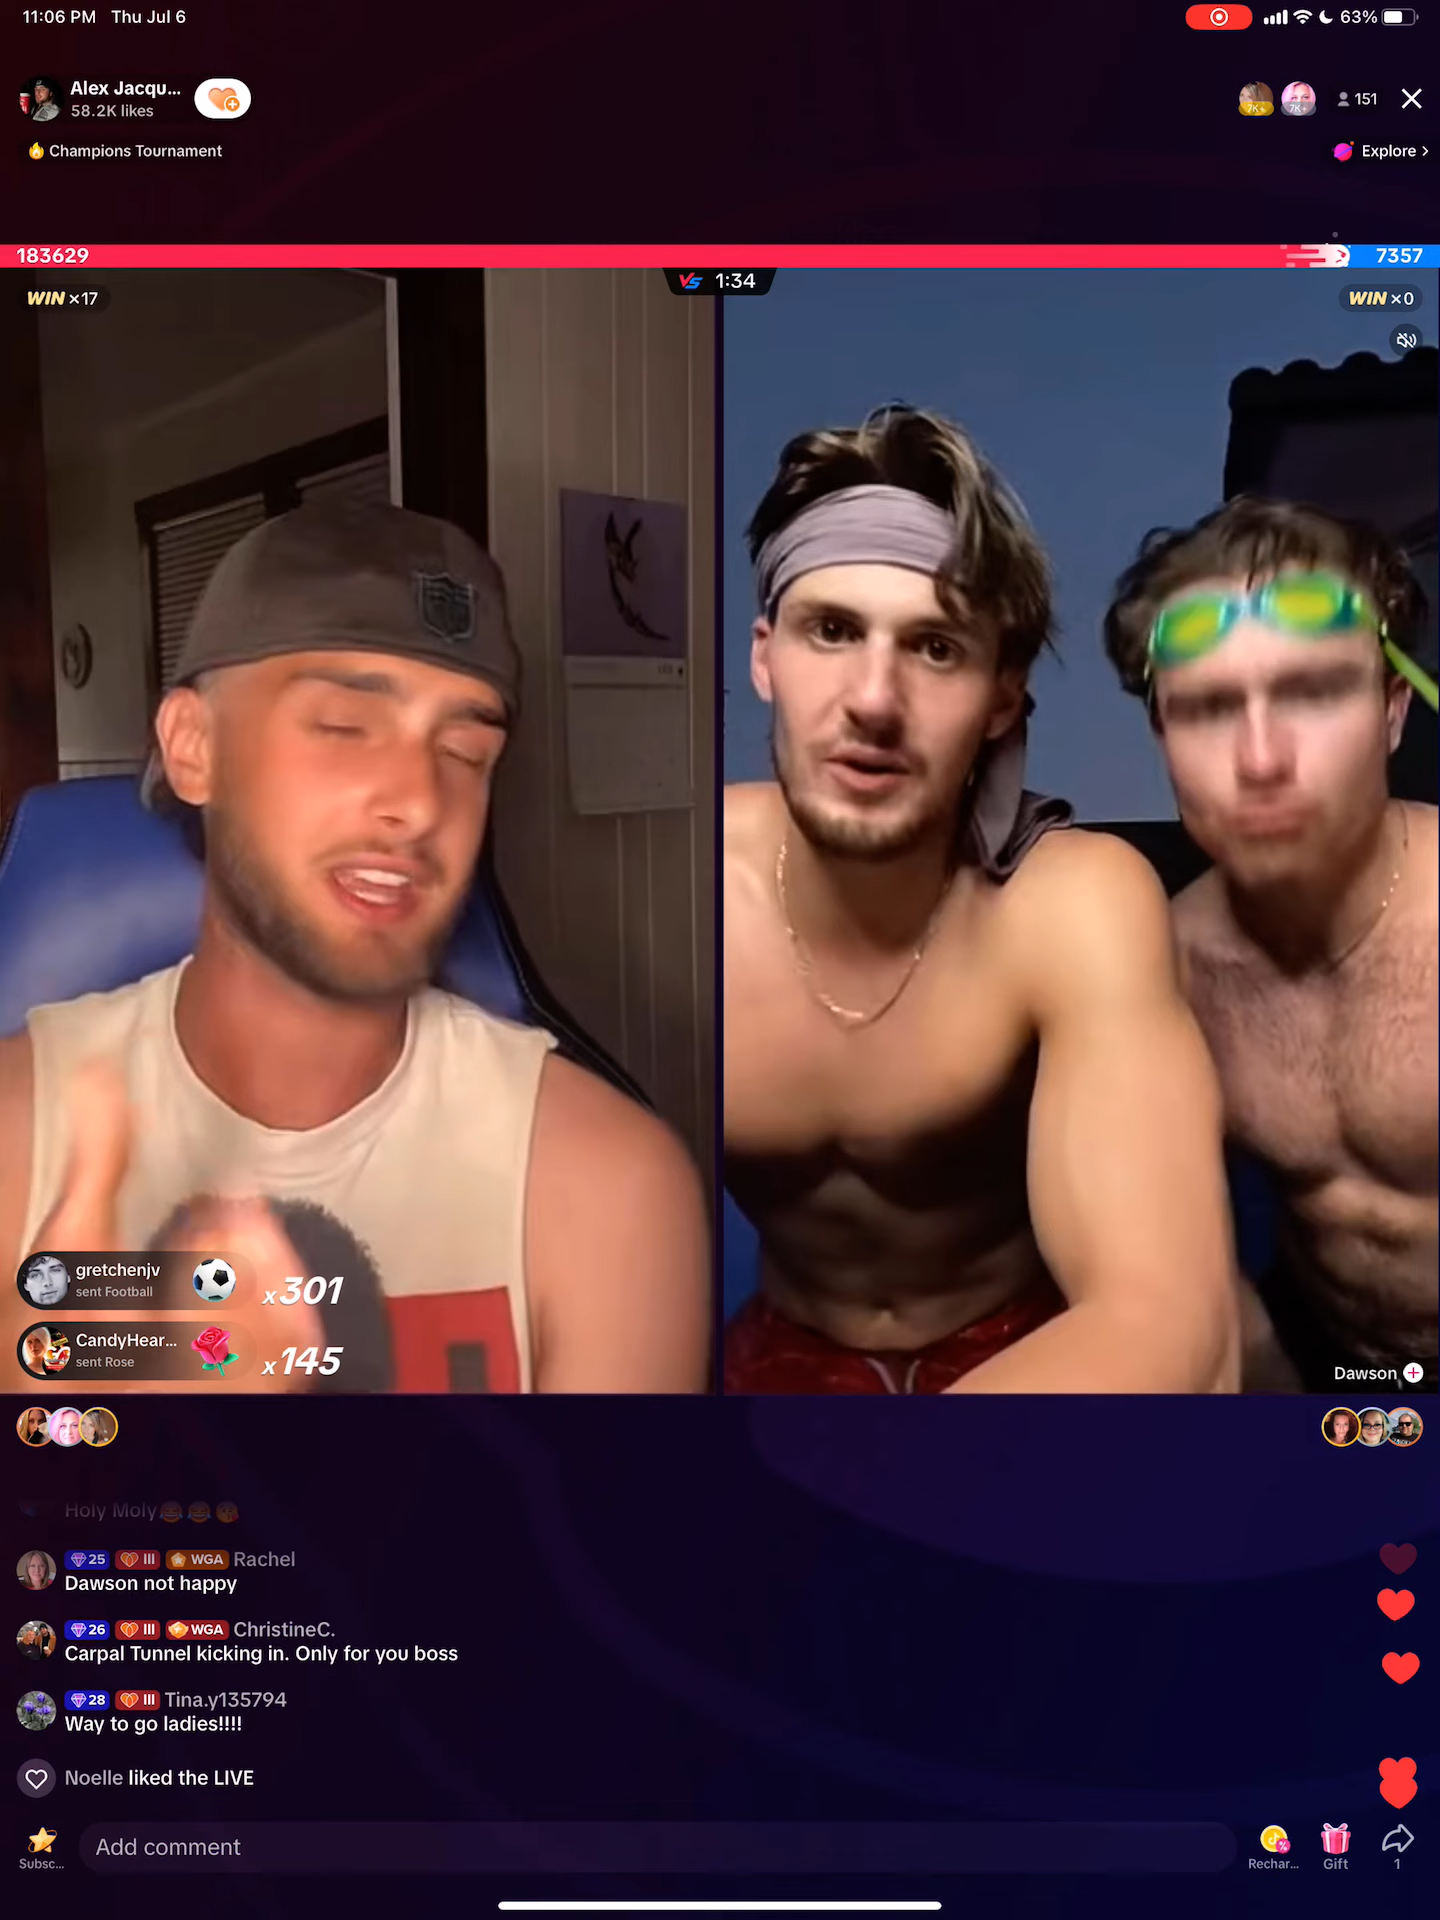 11:06 PM Thu Jul 6
63%
Alex Jacqu...
58.2K likes
7K+
7K+
151
Champions Tournament
Explore >
183629
7357
VS 1:34
WIN ×17
WIN ×0
gretchenjv
sent Football
x301
CandyHear...
sent Rose
x145
Dawson
Holy Moly
25 III WGA Rachel
Dawson not happy
26 III WGA ChristineC.
Carpal Tunnel kicking in. Only for you boss
28 III Tina.y135794
Way to go ladies!!!!
Noelle liked the LIVE
Subsc...
Add comment
Rechar...
Gift
1